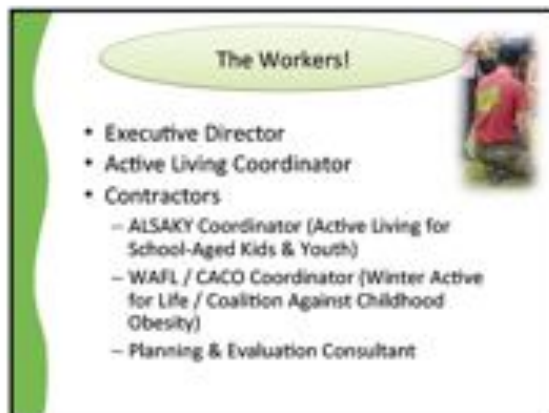 The Workers!
• Executive Director
• Active Living Coordinator
• Contractors
– ALSAKY Coordinator (Active Living for
School-Aged Kids & Youth)
– WAFL / CACO Coordinator (Winter Active
for Life / Coalition Against Childhood
Obesity)
– Planning & Evaluation Consultant